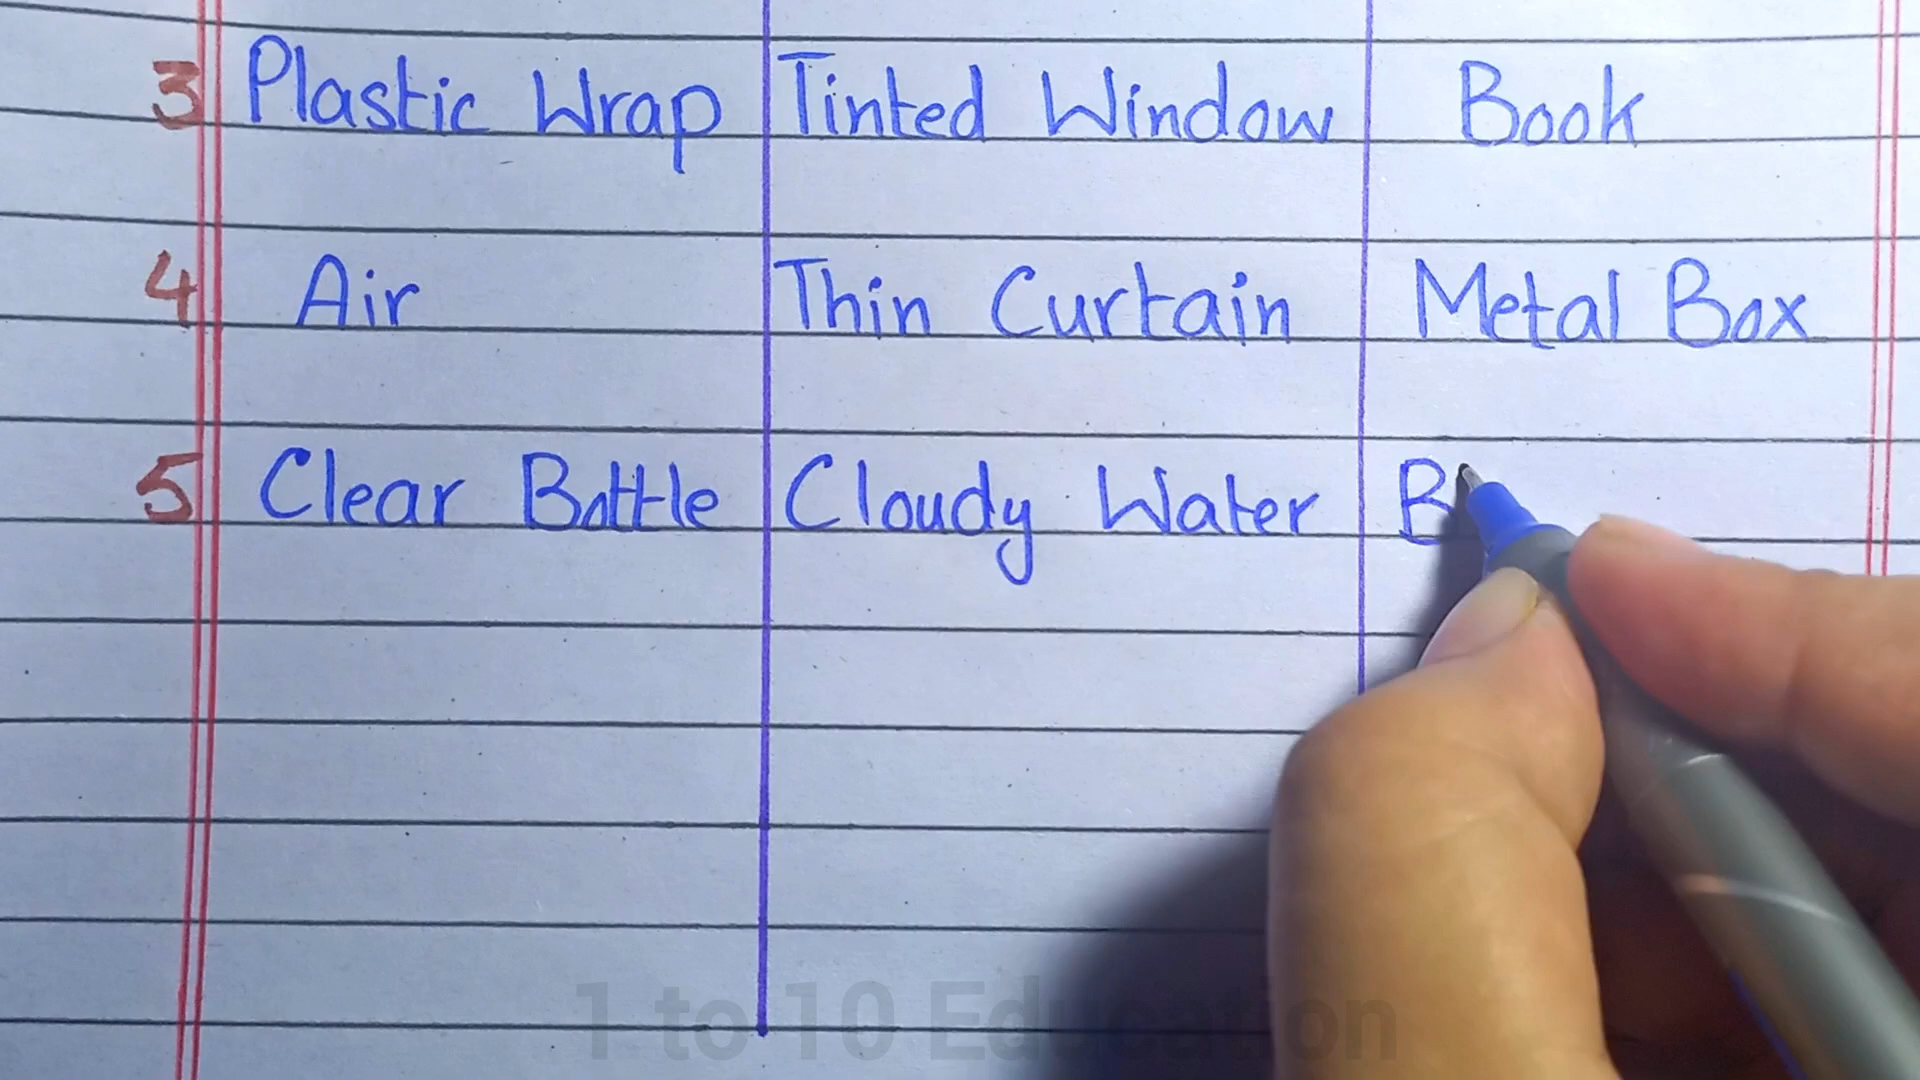 3 Plastic Wrap Tinted Window Book
4 Air Thin Curtain Metal Box
5 Clear Bottle Cloudy Water B
1 to 10 Education